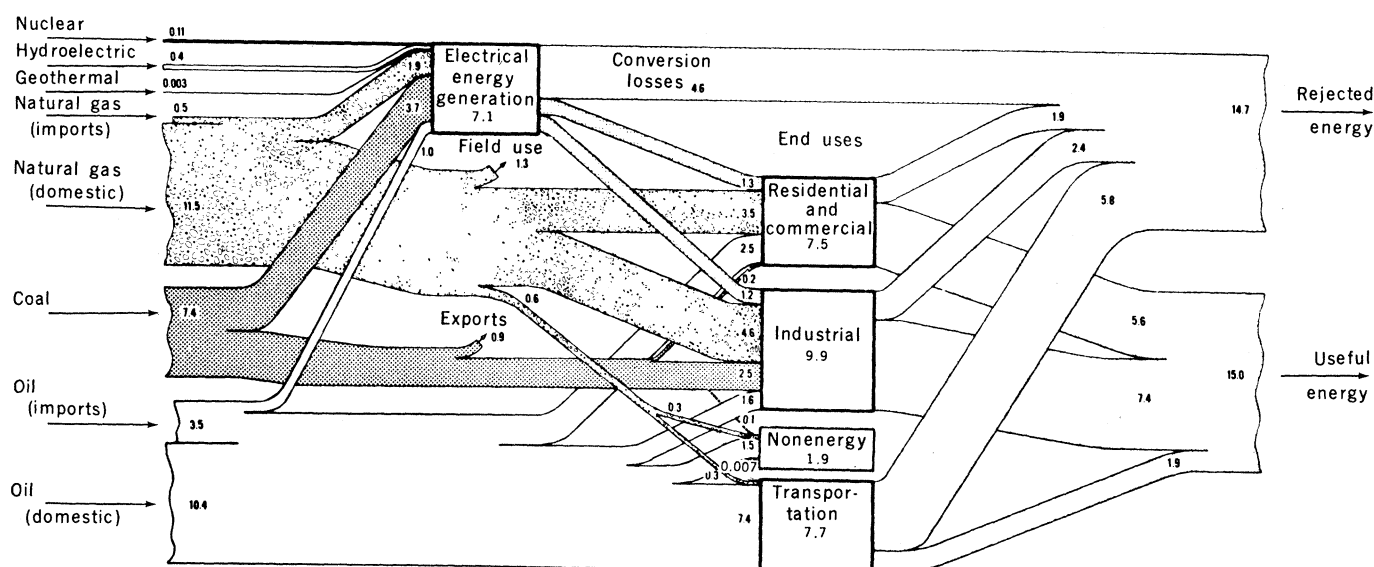 Nuclear
0.11
Hydroelectric
0.4
Geothermal
0.003
Natural gas
(imports)
0.5
Natural gas
(domestic)
11.5
Coal
7.4
Oil
(imports)
3.5
Oil
(domestic)
10.4
1.9
3.7
1.0
Electrical
energy
generation
7.1
Conversion
losses 4.6
Field use
1.3
Exports
0.9
0.6
End uses
1.3
3.5
2.5
0.2
Residential
and
commercial
7.5
1.2
4.6
2.5
1.6
Industrial
9.9
0.3
0.1
1.5
Nonenergy
1.9
0.007
0.3
7.4
Transpor-
tation
7.7
1.9
2.4
5.8
14.7
Rejected
energy
5.6
7.4
1.9
15.0
Useful
energy